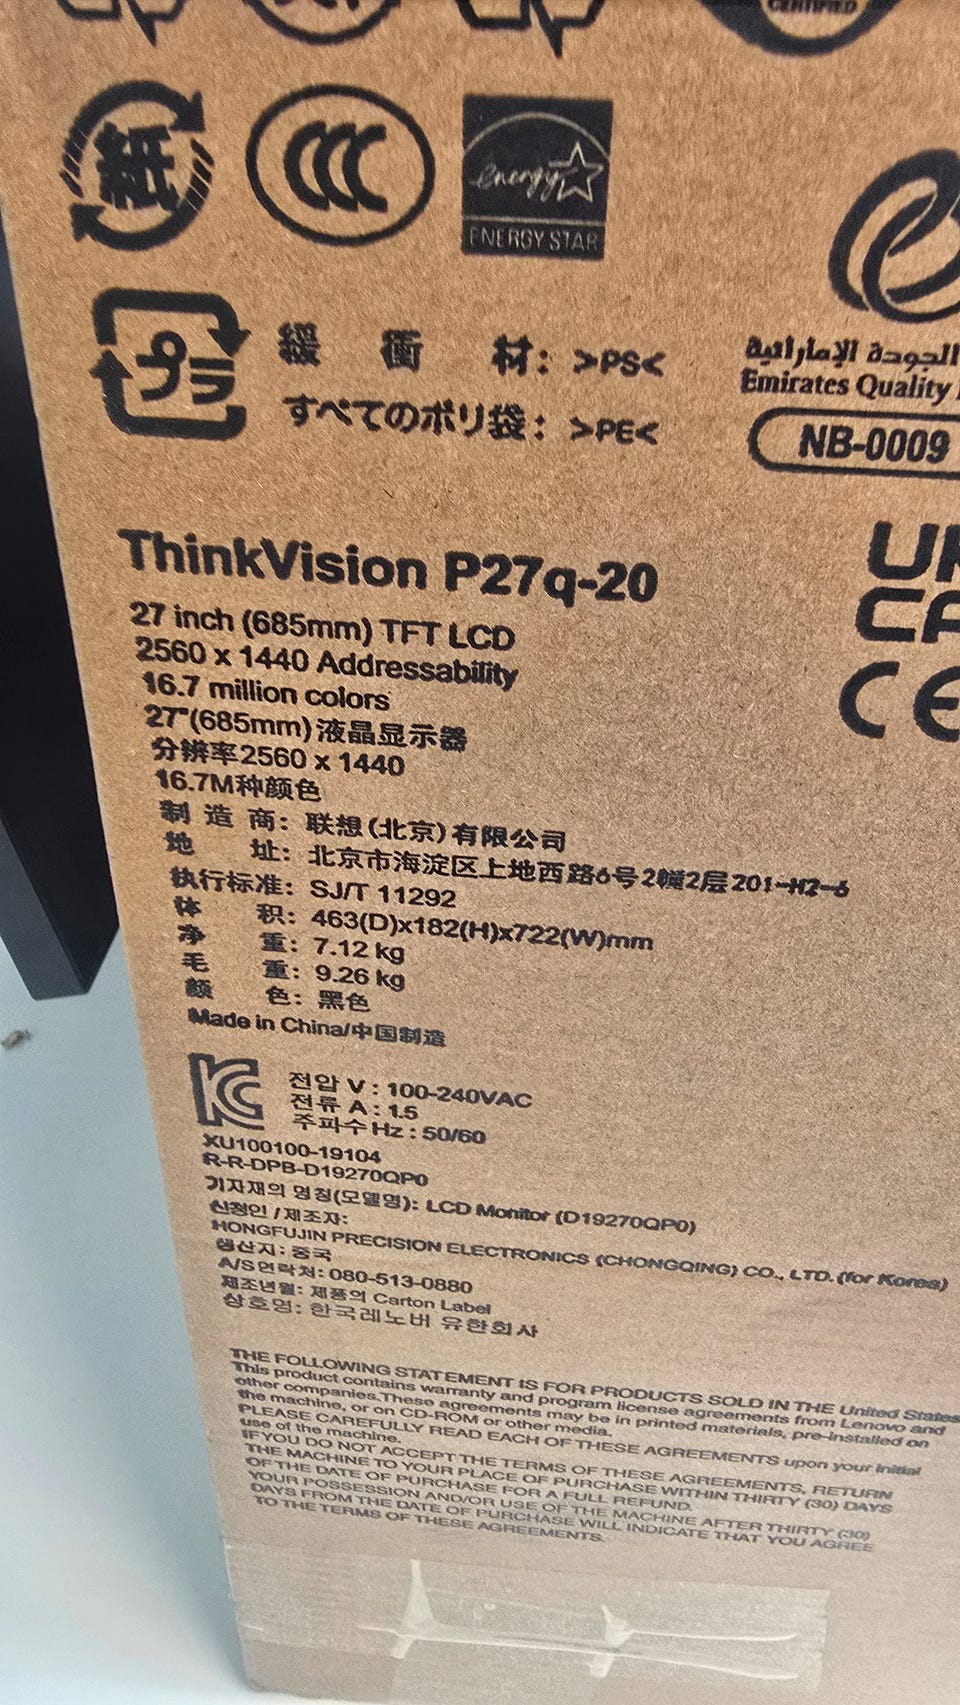 CERTIFIED
紙
CCC
energy
ENERGY STAR
プラ
緩 衝 材: >PS<
すべてのポリ袋: >PE<
الجودة الإماراتية
Emirates Quality
NB-0009
UK
CA
CE
ThinkVision P27q-20
27 inch (685mm) TFT LCD
2560 x 1440 Addressability
16.7 million colors
27"(685mm)液晶显示器
分辨率2560 x 1440
16.7M种颜色
制 造 商: 联想(北京)有限公司
地 址: 北京市海淀区上地西路6号2幢2层201-H2-6
执行标准: SJ/T 11292
体 积: 463(D)x182(H)x722(W)mm
净 重: 7.12 kg
毛 重: 9.26 kg
颜 色: 黑色
Made in China/中国制造
KC
전압 V : 100-240VAC
전류 A : 1.5
주파수 Hz : 50/60
XU100100-19104
R-R-DPB-D19270QP0
기자재의 명칭(모델명): LCD Monitor (D19270QP0)
신청인 / 제조자:
HONGFUJIN PRECISION ELECTRONICS (CHONGQING) CO., LTD. (for Korea)
생산지: 중국
A/S연락처: 080-513-0880
제조년월: 제품의 Carton Label
상호명: 한국레노버 유한회사
THE FOLLOWING STATEMENT IS FOR PRODUCTS SOLD IN THE United States
This product contains warranty and program license agreements from Lenovo and
other companies.These agreements may be in printed materials, pre-installed on
the machine, or on CD-ROM or other media.
PLEASE CAREFULLY READ EACH OF THESE AGREEMENTS upon your initial
use of the machine.
IFYOU DO NOT ACCEPT THE TERMS OF THESE AGREEMENTS, RETURN
THE MACHINE TO YOUR PLACE OF PURCHASE WITHIN THIRTY (30) DAYS
OF THE DATE OF PURCHASE FOR A FULL REFUND.
YOUR POSSESSION AND/OR USE OF THE MACHINE AFTER THIRTY (30)
DAYS FROM THE DATE OF PURCHASE WILL INDICATE THAT YOU AGREE
TO THE TERMS OF THESE AGREEMENTS.